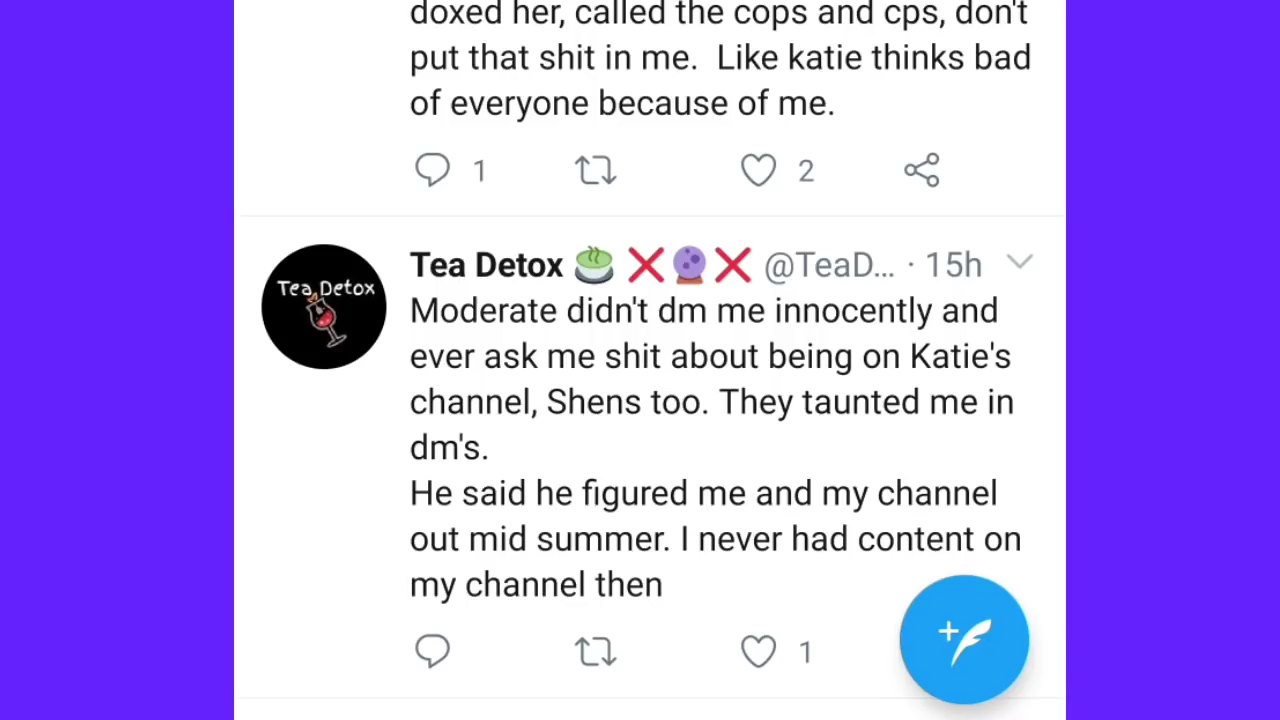 doxed her, called the cops and cps, don't
put that shit in me.  Like katie thinks bad
of everyone because of me.
1
2
Tea Detox 🍵❌🔮❌ @TeaD... · 15h
Tea Detox
Moderate didn't dm me innocently and
ever ask me shit about being on Katie's
channel, Shens too. They taunted me in
dm's.
He said he figured me and my channel
out mid summer. I never had content on
my channel then
1